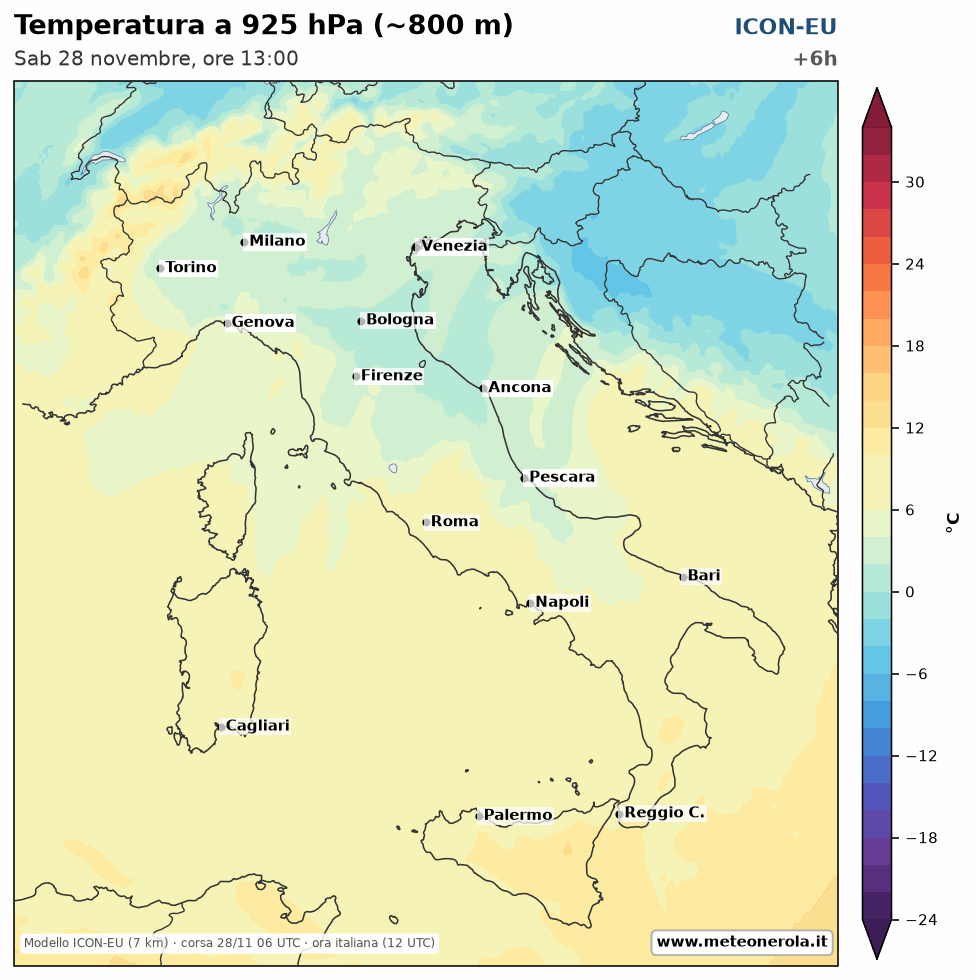 Temperatura a 925 hPa (~800 m)
ICON-EU
Sab 28 novembre, ore 13:00
+6h
Milano
Venezia
Torino
Genova
Bologna
Firenze
Ancona
Pescara
Roma
Bari
Napoli
Cagliari
Palermo
Reggio C.
30
24
18
12
6
0
−6
−12
−18
−24
°C
Modello ICON-EU (7 km) · corsa 28/11 06 UTC · ora italiana (12 UTC)
www.meteonerola.it